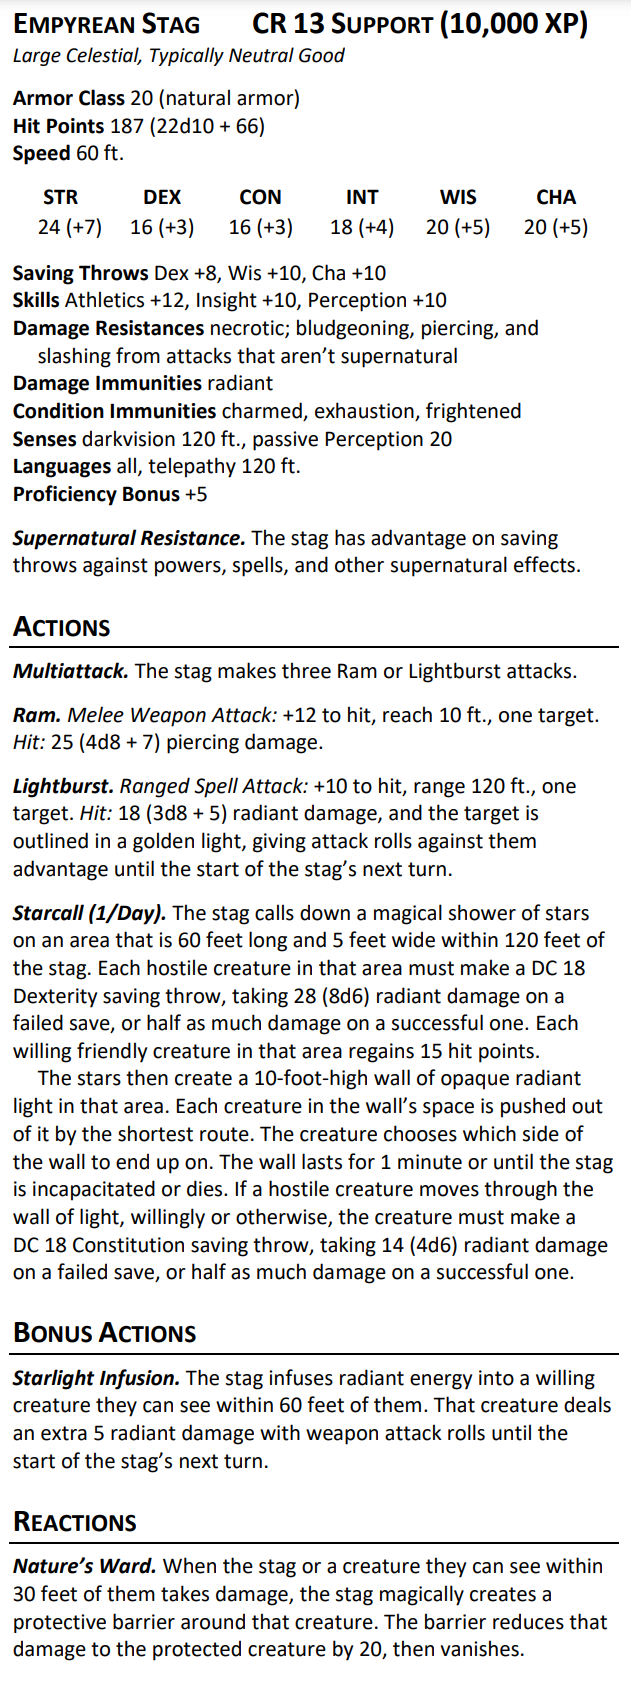 EMPYREAN STAG CR 13 SUPPORT (10,000 XP)
Large Celestial, Typically Neutral Good
Armor Class 20 (natural armor)
Hit Points 187 (22d10 + 66)
Speed 60 ft.
STR DEX CON INT WIS CHA
24 (+7) 16 (+3) 16 (+3) 18 (+4) 20 (+5) 20 (+5)
Saving Throws Dex +8, Wis +10, Cha +10
Skills Athletics +12, Insight +10, Perception +10
Damage Resistances necrotic; bludgeoning, piercing, and
slashing from attacks that aren’t supernatural
Damage Immunities radiant
Condition Immunities charmed, exhaustion, frightened
Senses darkvision 120 ft., passive Perception 20
Languages all, telepathy 120 ft.
Proficiency Bonus +5
Supernatural Resistance. The stag has advantage on saving
throws against powers, spells, and other supernatural effects.
ACTIONS
Multiattack. The stag makes three Ram or Lightburst attacks.
Ram. Melee Weapon Attack: +12 to hit, reach 10 ft., one target.
Hit: 25 (4d8 + 7) piercing damage.
Lightburst. Ranged Spell Attack: +10 to hit, range 120 ft., one
target. Hit: 18 (3d8 + 5) radiant damage, and the target is
outlined in a golden light, giving attack rolls against them
advantage until the start of the stag’s next turn.
Starcall (1/Day). The stag calls down a magical shower of stars
on an area that is 60 feet long and 5 feet wide within 120 feet of
the stag. Each hostile creature in that area must make a DC 18
Dexterity saving throw, taking 28 (8d6) radiant damage on a
failed save, or half as much damage on a successful one. Each
willing friendly creature in that area regains 15 hit points.
The stars then create a 10-foot-high wall of opaque radiant
light in that area. Each creature in the wall’s space is pushed out
of it by the shortest route. The creature chooses which side of
the wall to end up on. The wall lasts for 1 minute or until the stag
is incapacitated or dies. If a hostile creature moves through the
wall of light, willingly or otherwise, the creature must make a
DC 18 Constitution saving throw, taking 14 (4d6) radiant damage
on a failed save, or half as much damage on a successful one.
BONUS ACTIONS
Starlight Infusion. The stag infuses radiant energy into a willing
creature they can see within 60 feet of them. That creature deals
an extra 5 radiant damage with weapon attack rolls until the
start of the stag’s next turn.
REACTIONS
Nature’s Ward. When the stag or a creature they can see within
30 feet of them takes damage, the stag magically creates a
protective barrier around that creature. The barrier reduces that
damage to the protected creature by 20, then vanishes.